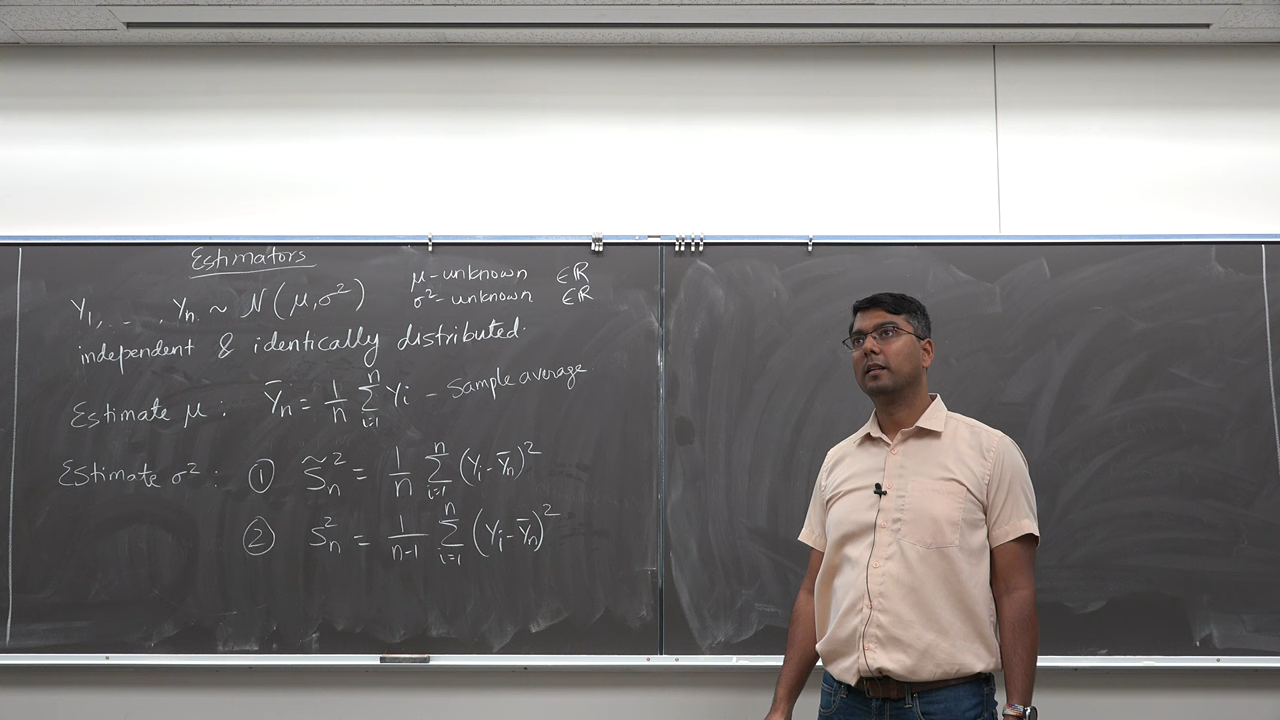 Estimators
Y₁, ..., Yₙ ~ N(μ, σ²) μ - unknown ∈ ℝ
σ² - unknown ∈ ℝ
independent & identically distributed.
Estimate μ : Ȳₙ = 1/n ∑ᵢ₌₁ⁿ Yᵢ - Sample average.
Estimate σ² : ① S̃ₙ² = 1/n ∑ᵢ₌₁ⁿ (Yᵢ - Ȳₙ)²
② Sₙ² = 1/(n-1) ∑ᵢ₌₁ⁿ (Yᵢ - Ȳₙ)²